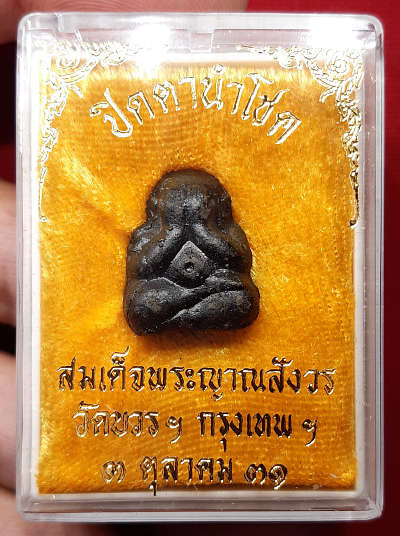 ปิดตานำโชค
สมเด็จพระญาณสังวร
วัดบวรฯ กรุงเทพฯ
๓ ตุลาคม ๓๑